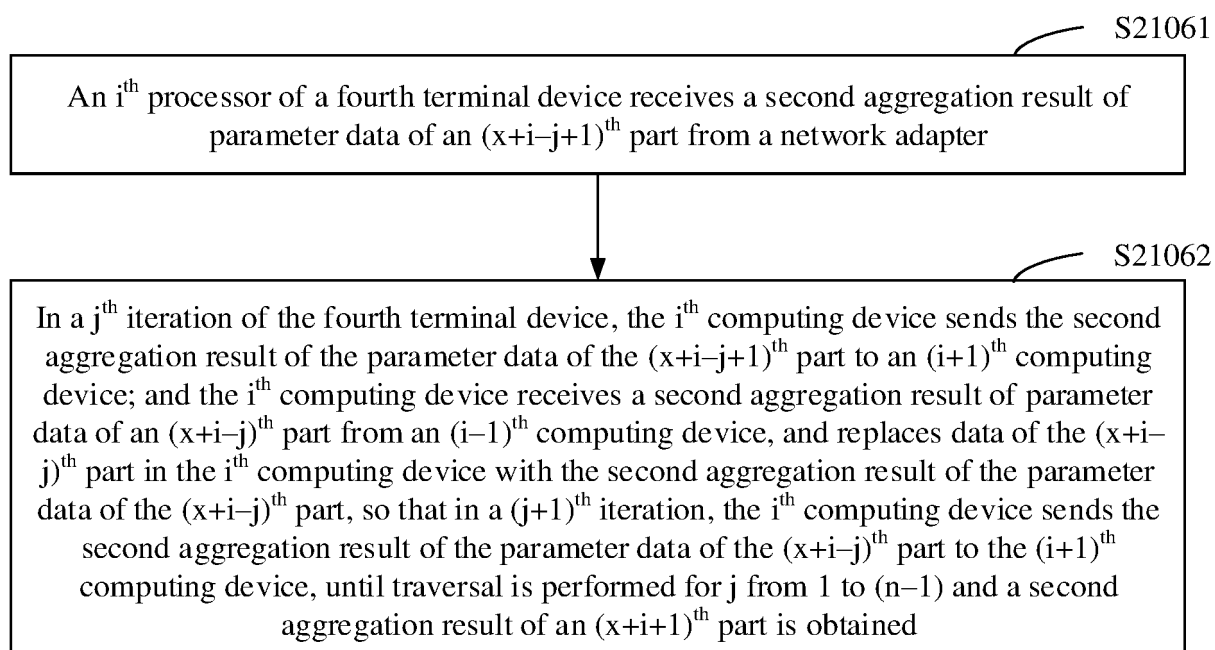 S21061
An i^th processor of a fourth terminal device receives a second aggregation result of
parameter data of an (x+i–j+1)^th part from a network adapter
S21062
In a j^th iteration of the fourth terminal device, the i^th computing device sends the second
aggregation result of the parameter data of the (x+i–j+1)^th part to an (i+1)^th computing
device; and the i^th computing device receives a second aggregation result of parameter
data of an (x+i–j)^th part from an (i–1)^th computing device, and replaces data of the (x+i–
j)^th part in the i^th computing device with the second aggregation result of the parameter
data of the (x+i–j)^th part, so that in a (j+1)^th iteration, the i^th computing device sends the
second aggregation result of the parameter data of the (x+i–j)^th part to the (i+1)^th
computing device, until traversal is performed for j from 1 to (n–1) and a second
aggregation result of an (x+i+1)^th part is obtained